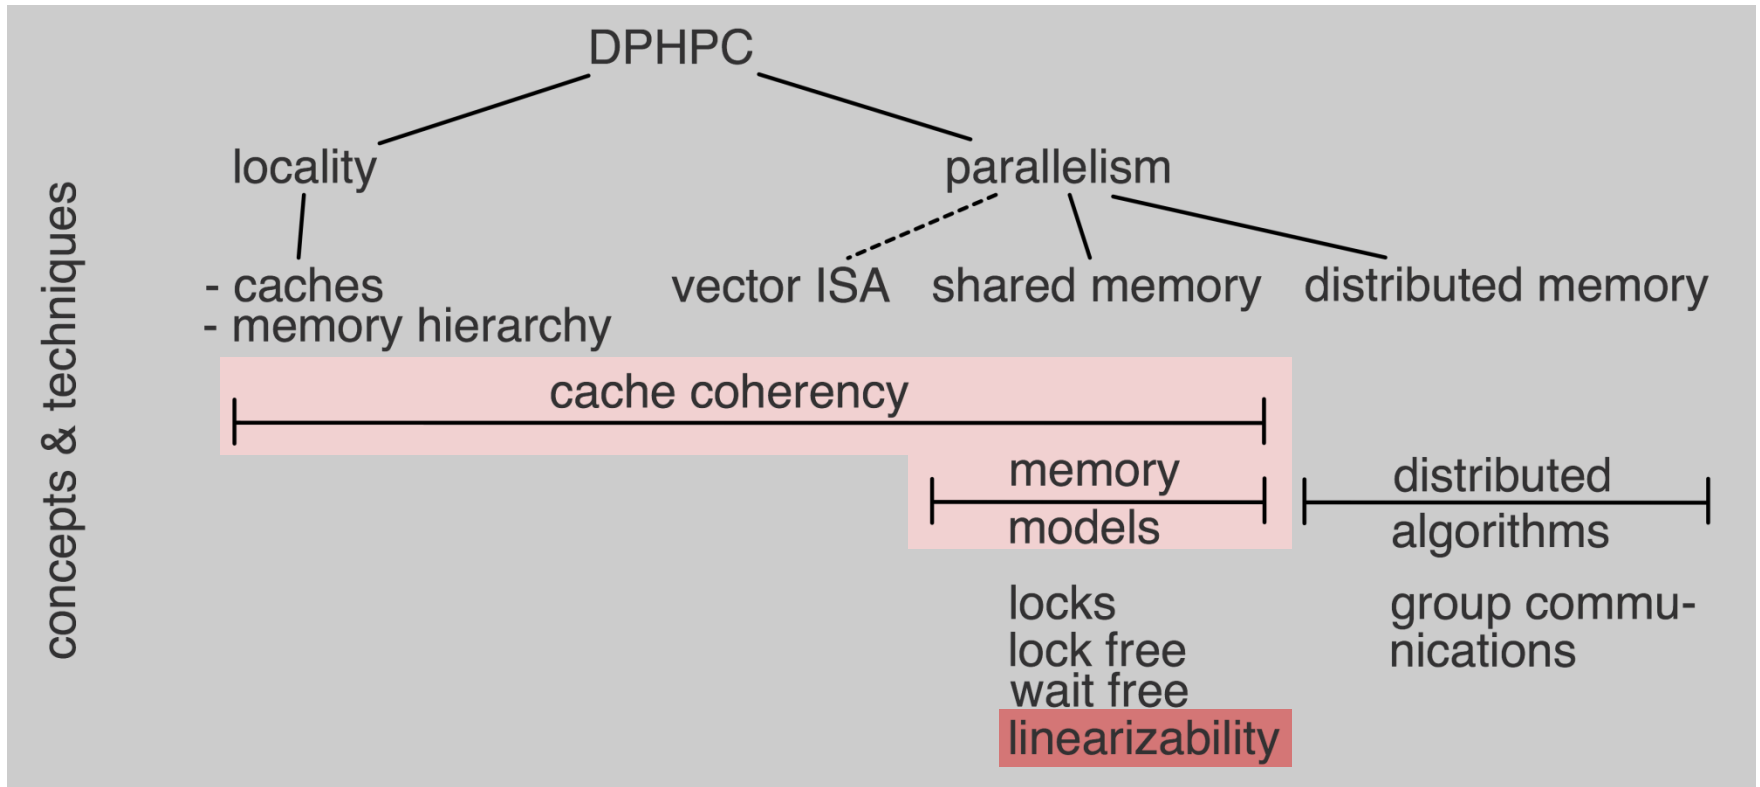 DPHPC
locality
parallelism
- caches
- memory hierarchy
vector ISA
shared memory
distributed memory
concepts & techniques
cache coherency
memory
models
distributed
algorithms
locks
lock free
wait free
linearizability
group commu-
nications